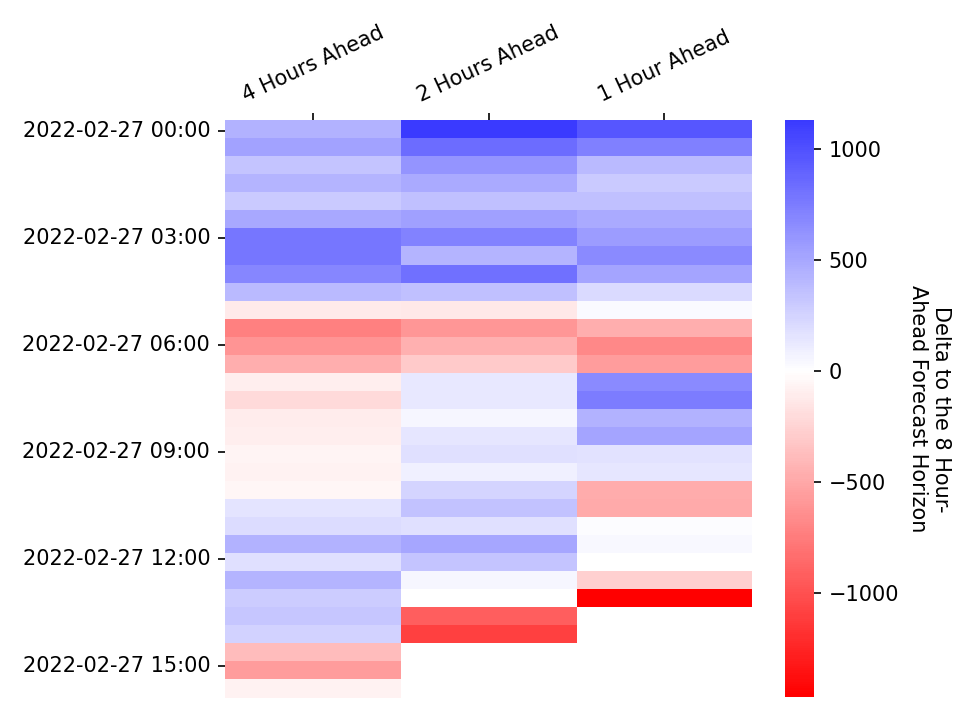 4 Hours Ahead
2 Hours Ahead
1 Hour Ahead
2022-02-27 00:00
2022-02-27 03:00
2022-02-27 06:00
2022-02-27 09:00
2022-02-27 12:00
2022-02-27 15:00
1000
500
0
−500
−1000
Delta to the 8 Hour-
Ahead Forecast Horizon